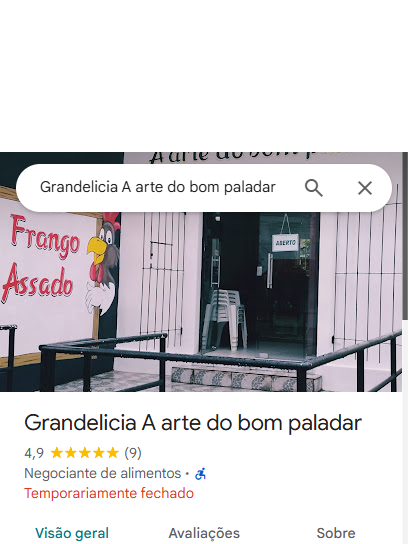 A arte do bom pa
Grandelicia A arte do bom paladar
Frango
Assado
ABERTO
Grandelicia A arte do bom paladar
4,9 (9)
Negociante de alimentos ·
Temporariamente fechado
Visão geral Avaliações Sobre